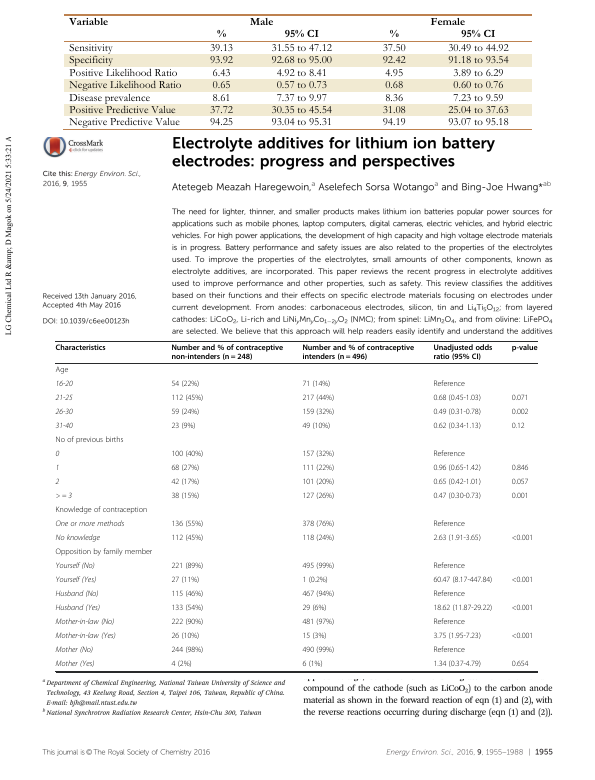 Variable Male Female
% 95% CI % 95% CI
Sensitivity 39.13 31.55 to 47.12 37.50 30.49 to 44.92
Specificity 93.92 92.68 to 95.00 92.42 91.18 to 93.54
Positive Likelihood Ratio 6.43 4.92 to 8.41 4.95 3.89 to 6.29
Negative Likelihood Ratio 0.65 0.57 to 0.73 0.68 0.60 to 0.76
Disease prevalence 8.61 7.37 to 9.97 8.36 7.23 to 9.59
Positive Predictive Value 37.72 30.35 to 45.54 31.08 25.04 to 37.63
Negative Predictive Value 94.25 93.04 to 95.31 94.19 93.07 to 95.18
LG Chemical Ltd R &amp; D Magok on 5/24/2021 5:33:21 A
CrossMark
click for updates
Cite this: Energy Environ. Sci.,
2016, 9, 1955
Received 13th January 2016,
Accepted 4th May 2016
DOI: 10.1039/c6ee00123h
Electrolyte additives for lithium ion battery
electrodes: progress and perspectives
Atetegeb Meazah Haregewoin,a Aselefech Sorsa Wotangoa and Bing-Joe Hwang*ab
The need for lighter, thinner, and smaller products makes lithium ion batteries popular power sources for
applications such as mobile phones, laptop computers, digital cameras, electric vehicles, and hybrid electric
vehicles. For high power applications, the development of high capacity and high voltage electrode materials
is in progress. Battery performance and safety issues are also related to the properties of the electrolytes
used. To improve the properties of the electrolytes, small amounts of other components, known as
electrolyte additives, are incorporated. This paper reviews the recent progress in electrolyte additives
used to improve performance and other properties, such as safety. This review classifies the additives
based on their functions and their effects on specific electrode materials focusing on electrodes under
current development. From anodes: carbonaceous electrodes, silicon, tin and Li4Ti5O12; from layered
cathodes: LiCoO2, Li-rich and LiNiyMnyCo1−2yO2 (NMC); from spinel: LiMn2O4, and from olivine: LiFePO4
are selected. We believe that this approach will help readers easily identify and understand the additives
Characteristics Number and % of contraceptive Number and % of contraceptive Unadjusted odds p-value
non-intenders (n = 248) intenders (n = 496) ratio (95% CI)
Age
16-20 54 (22%) 71 (14%) Reference
21-25 112 (45%) 217 (44%) 0.68 (0.45-1.03) 0.071
26-30 59 (24%) 159 (32%) 0.49 (0.31-0.78) 0.002
31-40 23 (9%) 49 (10%) 0.62 (0.34-1.13) 0.12
No of previous births
0 100 (40%) 157 (32%) Reference
1 68 (27%) 111 (22%) 0.96 (0.65-1.42) 0.846
2 42 (17%) 101 (20%) 0.65 (0.42-1.01) 0.057
> = 3 38 (15%) 127 (26%) 0.47 (0.30-0.73) 0.001
Knowledge of contraception
One or more methods 136 (55%) 378 (76%) Reference
No knowledge 112 (45%) 118 (24%) 2.63 (1.91-3.65) <0.001
Opposition by family member
Yourself (No) 221 (89%) 495 (99%) Reference
Yourself (Yes) 27 (11%) 1 (0.2%) 60.47 (8.17-447.84) <0.001
Husband (No) 115 (46%) 467 (94%) Reference
Husband (Yes) 133 (54%) 29 (6%) 18.62 (11.87-29.22) <0.001
Mother-in-law (No) 222 (90%) 481 (97%) Reference
Mother-in-law (Yes) 26 (10%) 15 (3%) 3.75 (1.95-7.23) <0.001
Mother (No) 244 (98%) 490 (99%) Reference
Mother (Yes) 4 (2%) 6 (1%) 1.34 (0.37-4.79) 0.654
a Department of Chemical Engineering, National Taiwan University of Science and
Technology, 43 Keelung Road, Section 4, Taipei 106, Taiwan, Republic of China.
E-mail: bjh@mail.ntust.edu.tw
b National Synchrotron Radiation Research Center, Hsin-Chu 300, Taiwan
compound of the cathode (such as LiCoO2) to the carbon anode
material as shown in the forward reaction of eqn (1) and (2), with
the reverse reactions occurring during discharge (eqn (1) and (2)).
This journal is © The Royal Society of Chemistry 2016
Energy Environ. Sci., 2016, 9, 1955–1988 | 1955